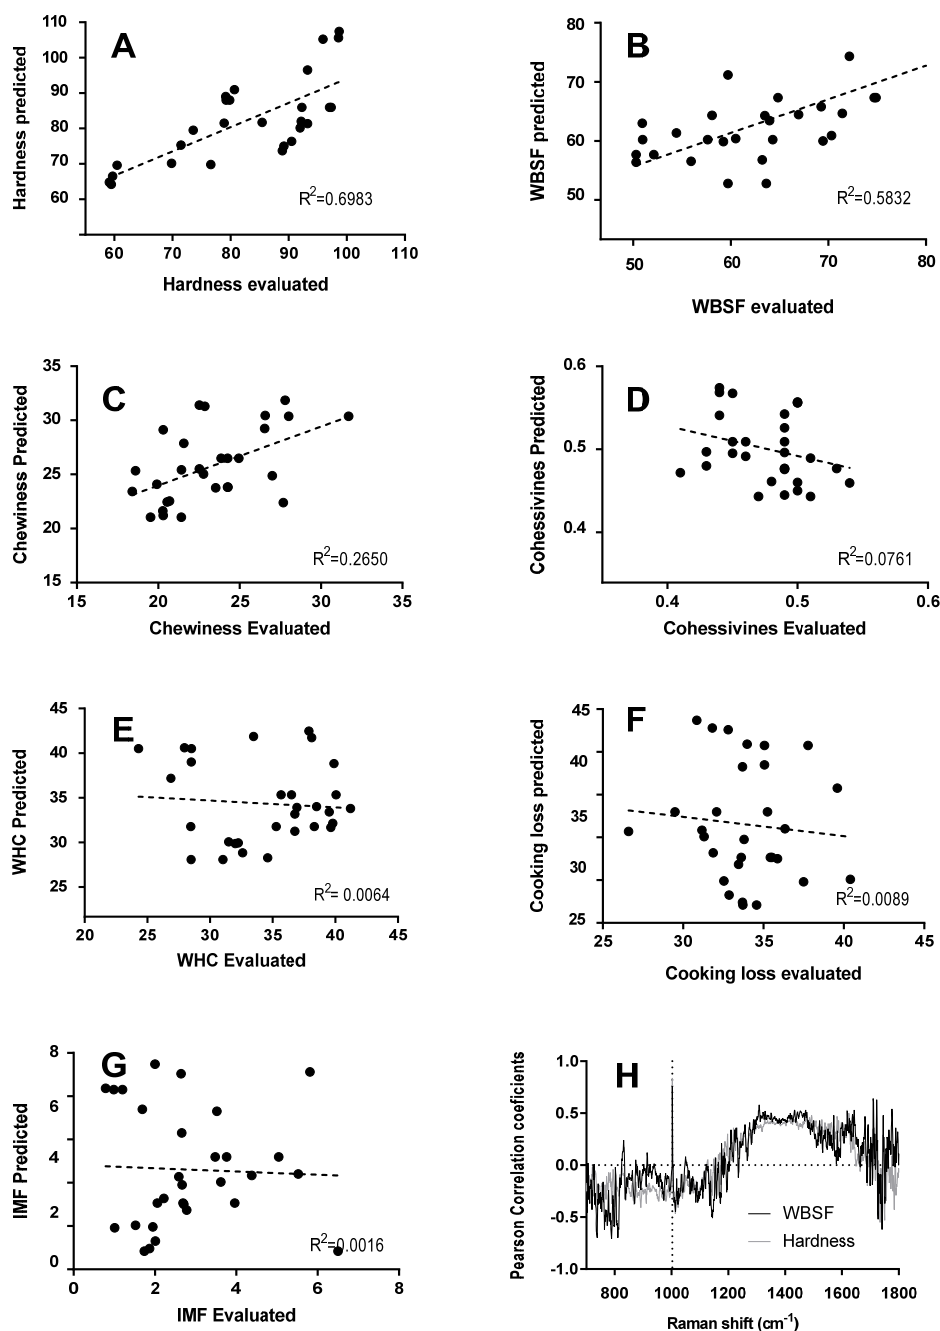 A
Hardness predicted
110
100
90
80
70
60
R2=0.6983
60
70
80
90
100
110
Hardness evaluated
B
WBSF predicted
80
70
60
50
R2=0.5832
50
60
70
80
WBSF evaluated
C
Chewiness Predicted
35
30
25
20
15
R2=0.2650
15
20
25
30
35
Chewiness Evaluated
D
Cohessivines Predicted
0.6
0.5
0.4
R2=0.0761
0.4
0.5
0.6
Cohessivines Evaluated
E
WHC Predicted
45
40
35
30
25
R2= 0.0064
20
25
30
35
40
45
WHC Evaluated
F
Cooking loss predicted
45
40
35
30
25
R2=0.0089
25
30
35
40
45
Cooking loss evaluated
G
IMF Predicted
8
6
4
2
0
R2=0.0016
0
2
4
6
8
IMF Evaluated
H
Pearson Correlation coeficients
1.0
0.5
0.0
-0.5
-1.0
WBSF
Hardness
800
1000
1200
1400
1600
1800
Raman shift (cm-1)